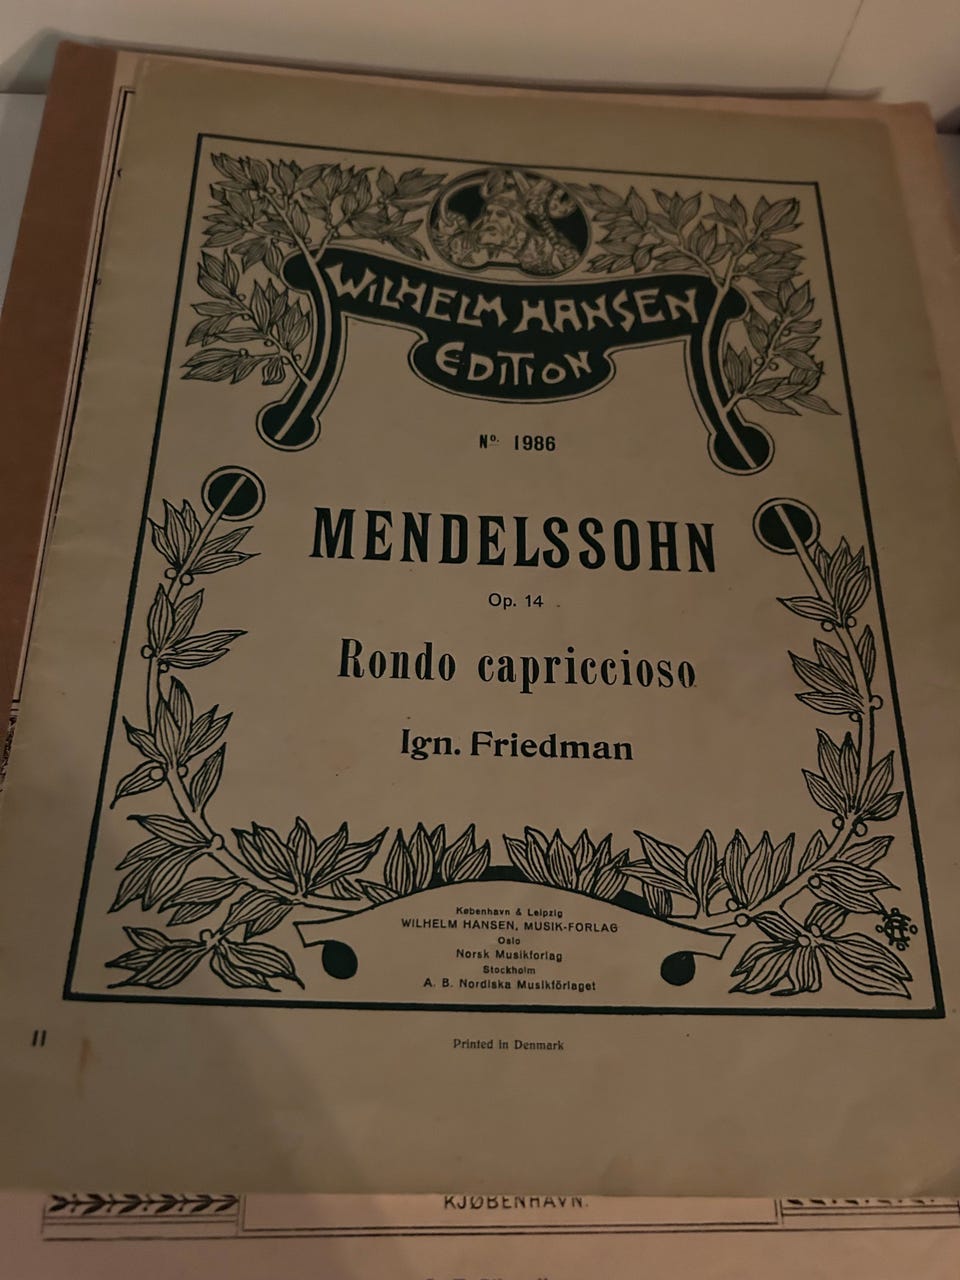 WILHELM HANSEN
EDITION
No. 1986
MENDELSSOHN
Op. 14
Rondo capriccioso
Ign. Friedman
København & Leipzig
WILHELM HANSEN, MUSIK-FORLAG
Oslo
Norsk Musikforlag
Stockholm
A. B. Nordiska Musikförlaget
11
Printed in Denmark
KJØBENHAVN.